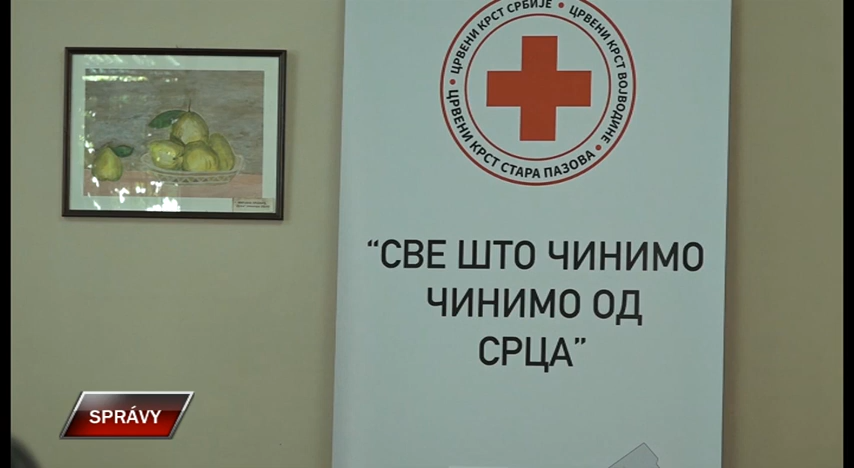 ЦРВЕНИ КРСТ СРБИЈЕ • ЦРВЕНИ КРСТ ВОЈВОДИНЕ • ЦРВЕНИ КРСТ СТАРА ПАЗОВА •
“СВЕ ШТО ЧИНИМО
ЧИНИМО ОД
СРЦА”
SPRÁVY